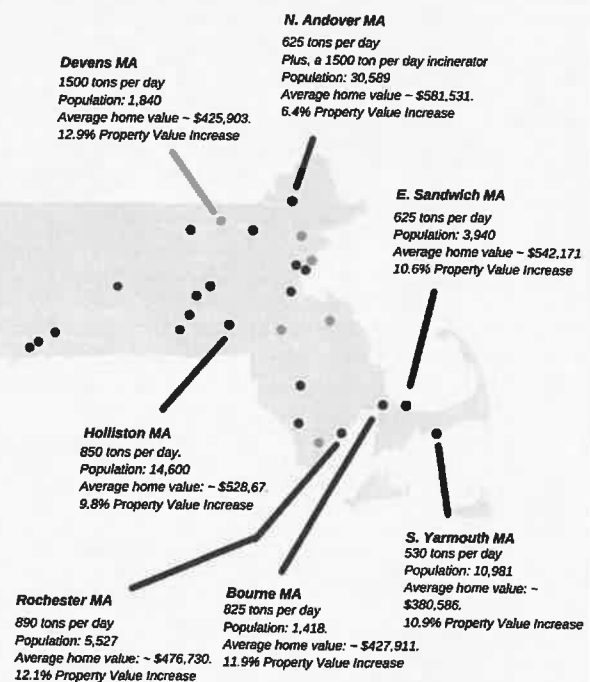 N. Andover MA
625 tons per day
Plus, a 1500 ton per day incinerator
Population: 30,589
Average home value ~ $581,531.
6.4% Property Value Increase
Devens MA
1500 tons per day
Population: 1,840
Average home value ~ $425,903.
12.9% Property Value Increase
E. Sandwich MA
625 tons per day
Population: 3,940
Average home value ~ $542,171
10.6% Property Value Increase
Holliston MA
850 tons per day.
Population: 14,600
Average home value: ~ $528,67.
9.8% Property Value Increase
S. Yarmouth MA
530 tons per day
Population: 10,981
Average home value: ~
$380,586.
10.9% Property Value Increase
Rochester MA
890 tons per day
Population: 5,527
Average home value: ~ $476,730.
12.1% Property Value Increase
Bourne MA
825 tons per day
Population: 1,418.
Average home value: ~ $427,911.
11.9% Property Value Increase